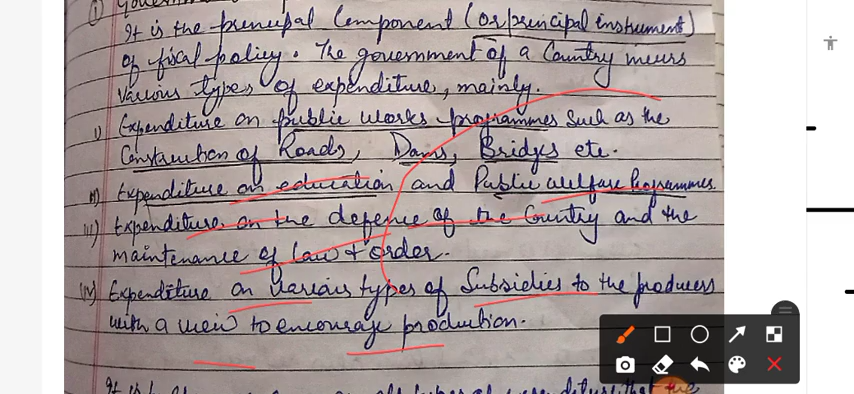 It is the principal Component (or principal instrument)
of fiscal policy. The government of a Country incurs
Various types of expenditure, mainly.
i) Expenditure on public works programmes such as the
Construction of Roads, Dams, Bridges etc.
ii) Expenditure on education and Public welfare Programmes.
iii) Expenditure on the defence of the Country and the
maintenance of law & order.
(iv) Expenditure on various types of Subsidies to the producers
with a view to encourage production.